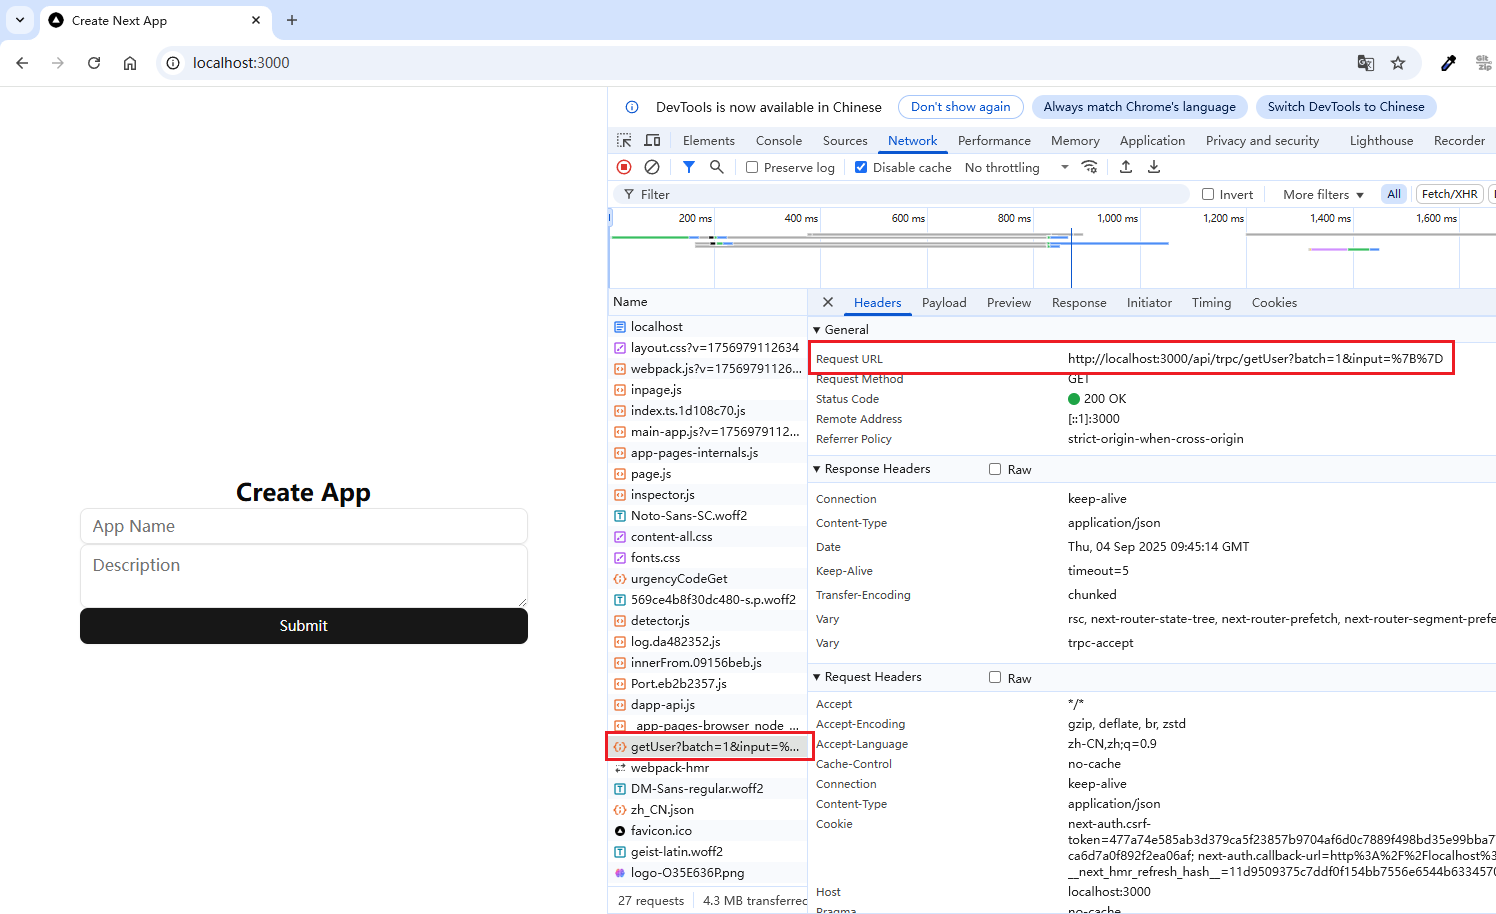 Create Next App
localhost:3000
Git
Zip
DevTools is now available in Chinese
Don't show again
Always match Chrome's language
Switch DevTools to Chinese
Elements
Console
Sources
Network
Performance
Memory
Application
Privacy and security
Lighthouse
Recorder
Preserve log
Disable cache
No throttling
Filter
Invert
More filters
All
Fetch/XHR
200 ms
400 ms
600 ms
800 ms
1,000 ms
1,200 ms
1,400 ms
1,600 ms
Name
Headers
Payload
Preview
Response
Initiator
Timing
Cookies
localhost
layout.css?v=1756979112634
webpack.js?v=17569791126...
inpage.js
index.ts.1d108c70.js
main-app.js?v=1756979112...
app-pages-internals.js
page.js
inspector.js
Noto-Sans-SC.woff2
content-all.css
fonts.css
urgencyCodeGet
569ce4b8f30dc480-s.p.woff2
detector.js
log.da482352.js
innerFrom.09156beb.js
Port.eb2b2357.js
dapp-api.js
_app-pages-browser_node_...
getUser?batch=1&input=%...
webpack-hmr
DM-Sans-regular.woff2
zh_CN.json
favicon.ico
geist-latin.woff2
logo-O35E636P.png
27 requests
4.3 MB transferred
General
Request URL
http://localhost:3000/api/trpc/getUser?batch=1&input=%7B%7D
Request Method
GET
Status Code
200 OK
Remote Address
[::1]:3000
Referrer Policy
strict-origin-when-cross-origin
Response Headers
Raw
Connection
keep-alive
Content-Type
application/json
Date
Thu, 04 Sep 2025 09:45:14 GMT
Keep-Alive
timeout=5
Transfer-Encoding
chunked
Vary
rsc, next-router-state-tree, next-router-prefetch, next-router-segment-prefe
Vary
trpc-accept
Request Headers
Raw
Accept
*/*
Accept-Encoding
gzip, deflate, br, zstd
Accept-Language
zh-CN,zh;q=0.9
Cache-Control
no-cache
Connection
keep-alive
Content-Type
application/json
Cookie
next-auth.csrf-
token=477a74e585ab3d379ca5f23857b9704af6d0c7889f498bd35e99bba7
ca6d7a0f892f2ea06af; next-auth.callback-url=http%3A%2F%2Flocalhost%
__next_hmr_refresh_hash__=11d9509375c7ddf0f154bb7556e6544b6334570
Host
localhost:3000
Pragma
no-cache
Create App
App Name
Description
Submit